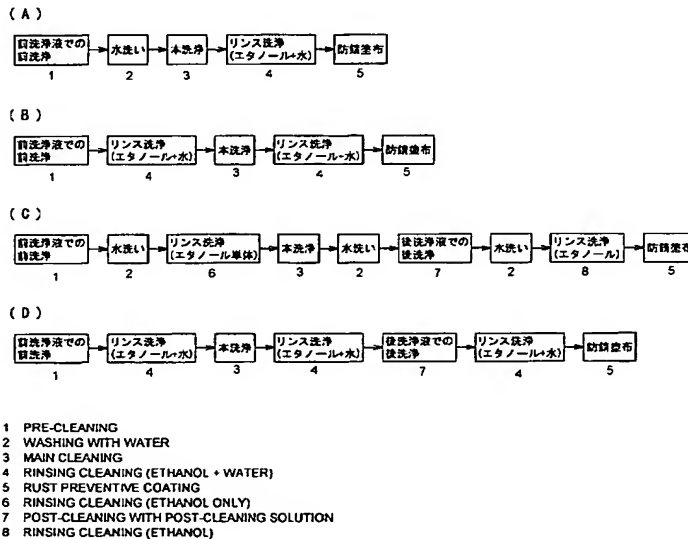 (A)
前洗浄液での 水洗い 本洗浄 リンス洗浄 防錆塗布
前洗浄 (エタノール+水)
1 2 3 4 5
(B)
前洗浄液での リンス洗浄 本洗浄 リンス洗浄 防錆塗布
前洗浄 (エタノール+水) (エタノール+水)
1 4 3 4 5
(C)
前洗浄液での 水洗い リンス洗浄 本洗浄 水洗い 後洗浄液での 水洗い リンス洗浄 防錆塗布
前洗浄 (エタノール単体) 後洗浄 (エタノール)
1 2 6 3 2 7 2 8 5
(D)
前洗浄液での リンス洗浄 本洗浄 リンス洗浄 後洗浄液での リンス洗浄 防錆塗布
前洗浄 (エタノール+水) (エタノール+水) 後洗浄 (エタノール+水)
1 4 3 4 7 4 5
1 PRE-CLEANING
2 WASHING WITH WATER
3 MAIN CLEANING
4 RINSING CLEANING (ETHANOL + WATER)
5 RUST PREVENTIVE COATING
6 RINSING CLEANING (ETHANOL ONLY)
7 POST-CLEANING WITH POST-CLEANING SOLUTION
8 RINSING CLEANING (ETHANOL)